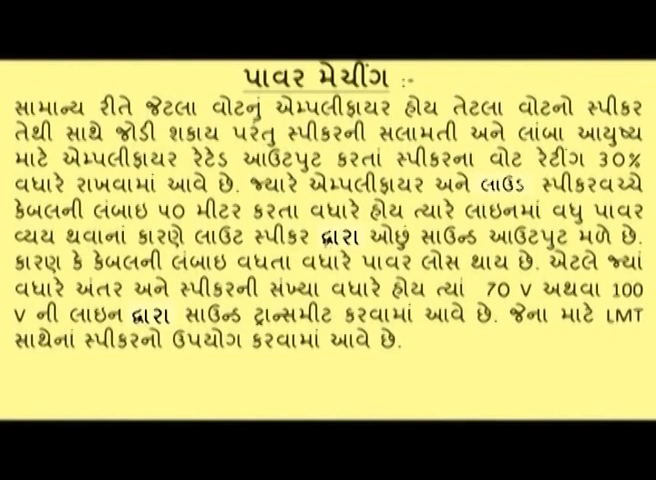 પાવર મેચીંગ :-
સામાન્ય રીતે જેટલા વોટનું એમ્પલીફાયર હોય તેટલા વોટનો સ્પીકર
તેથી સાથે જોડી શકાય પરંતુ સ્પીકરની સલામતી અને લાંબા આયુષ્ય
માટે એમ્પલીફાયર રેટેડ આઉટપુટ કરતાં સ્પીકરના વોટ રેટીંગ 30%
વધારે રાખવામાં આવે છે. જ્યારે એમ્પલીફાયર અને લાઉડ સ્પીકરવચ્ચે
કેબલની લંબાઇ ૫૦ મીટર કરતા વધારે હોય ત્યારે લાઇનમાં વધુ પાવર
વ્યય થવાનાં કારણે લાઉટ સ્પીકર દ્વારા ઓછું સાઉન્ડ આઉટપુટ મળે છે.
કારણ કે કેબલની લંબાઇ વધતા વધારે પાવર લોસ થાય છે. એટલે જ્યાં
વધારે અંતર અને સ્પીકરની સંખ્યા વધારે હોય ત્યાં 70 V અથવા 100
V ની લાઇન દ્વારા સાઉન્ડ ટ્રાન્સમીટ કરવામાં આવે છે. જેના માટે LMT
સાથેનાં સ્પીકરનો ઉપયોગ કરવામાં આવે છે.